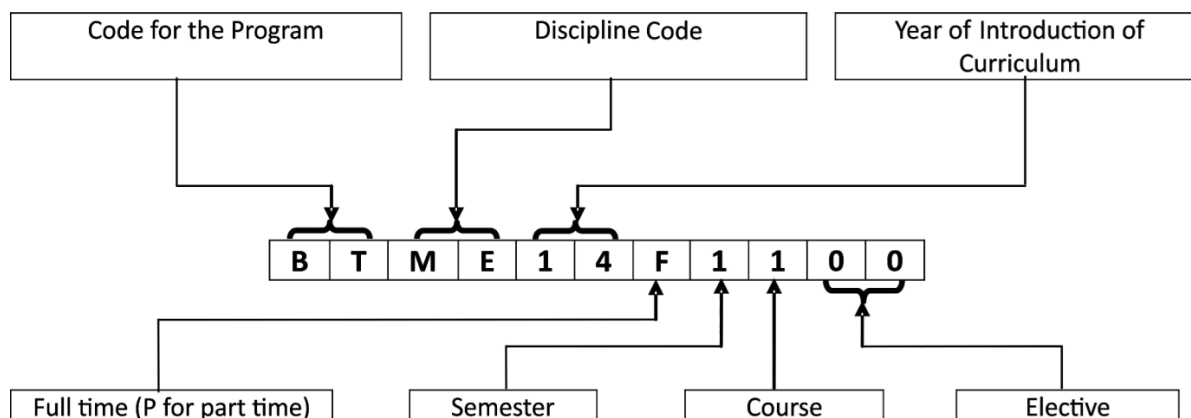 Code for the Program
Discipline Code
Year of Introduction of
Curriculum
B T M E 1 4 F 1 1 0 0
Full time (P for part time)
Semester
Course
Elective